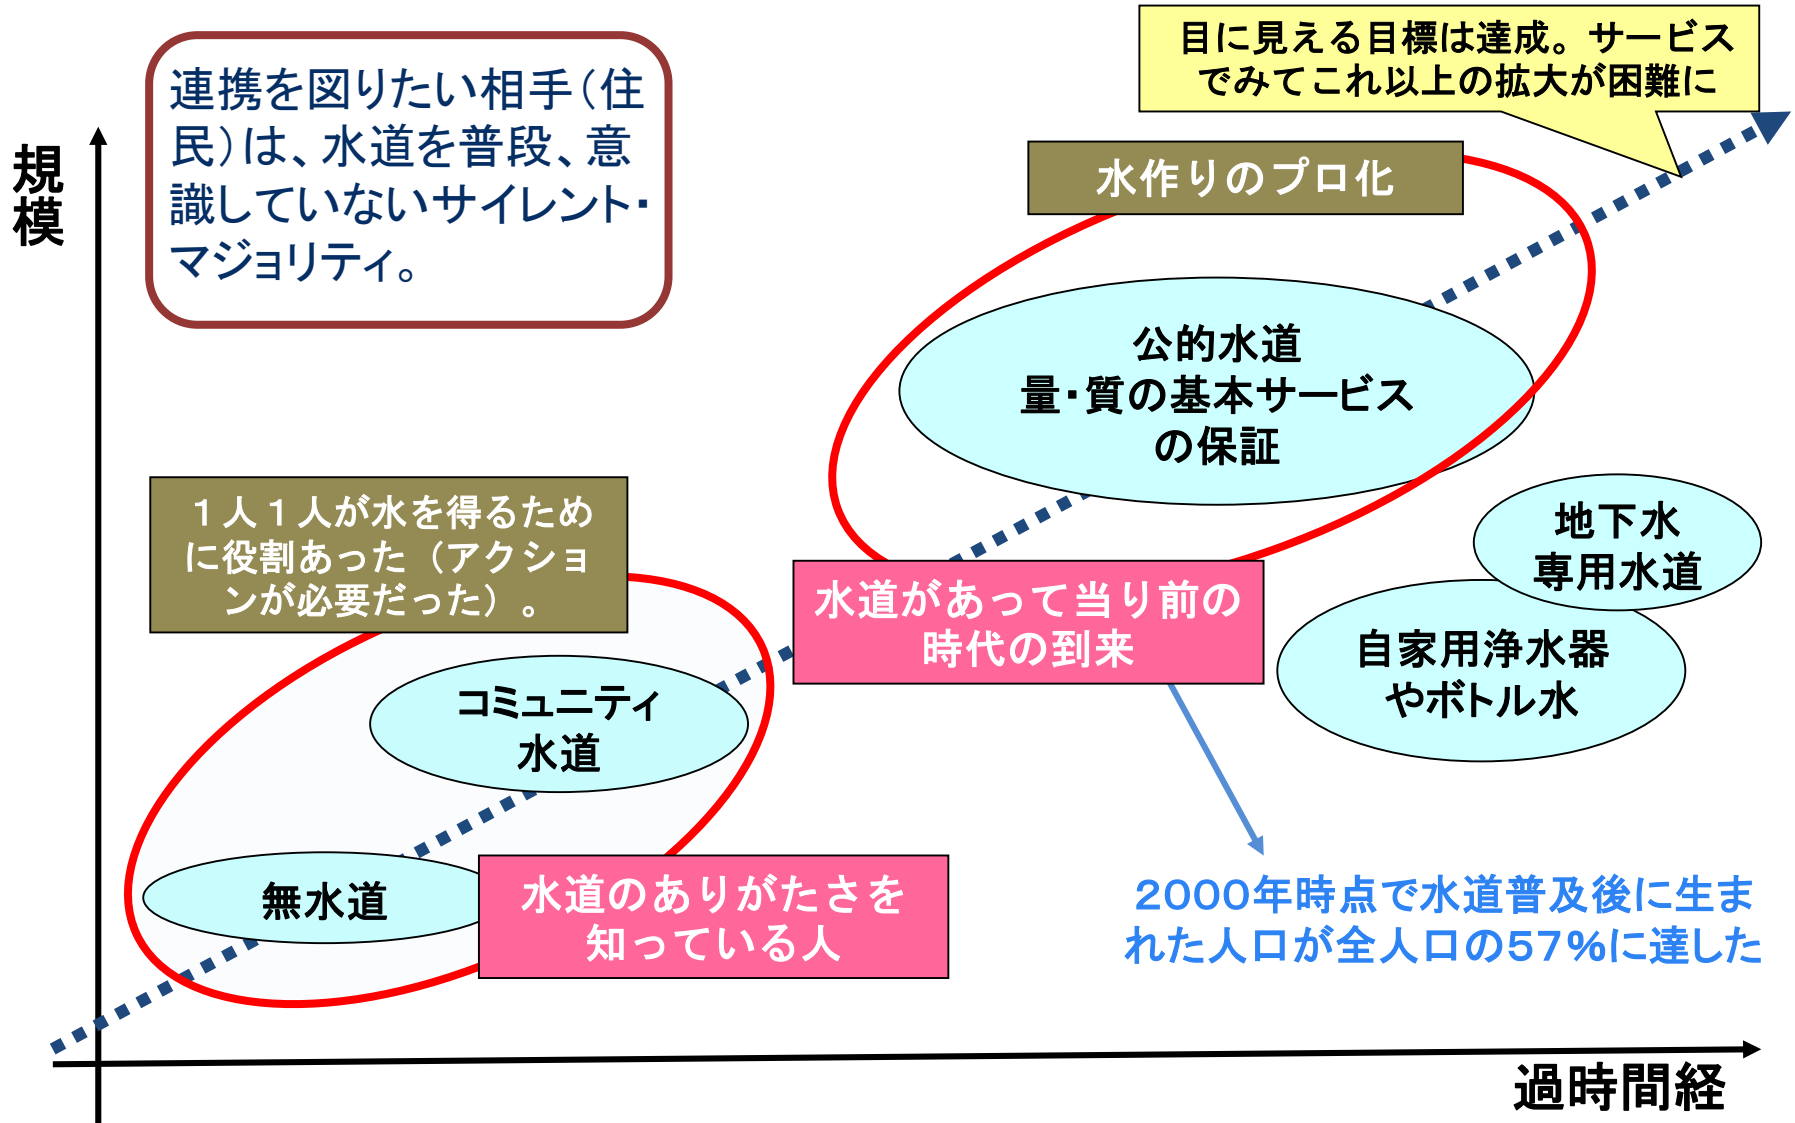 目に見える目標は達成。サービス
でみてこれ以上の拡大が困難に
連携を図りたい相手(住
民)は、水道を普段、意
識していないサイレント・
マジョリティ。
規
模
水作りのプロ化
公的水道
量・質の基本サービス
の保証
1人1人が水を得るため
に役割あった(アクショ
ンが必要だった)。
地下水
専用水道
水道があって当り前の
時代の到来
自家用浄水器
やボトル水
コミュニティ
水道
無水道
水道のありがたさを
知っている人
2000年時点で水道普及後に生ま
れた人口が全人口の57%に達した
過時間経